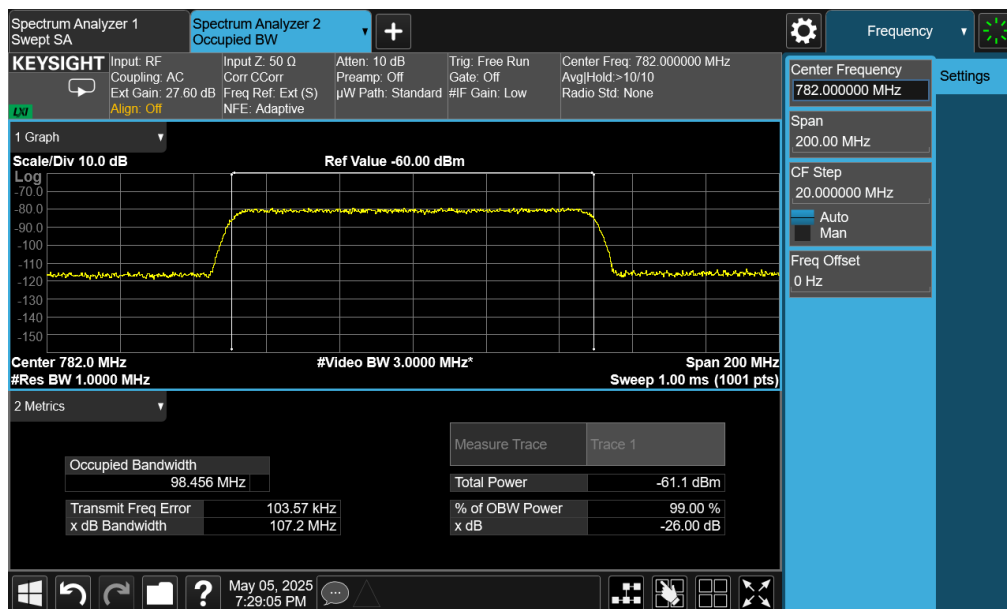 Spectrum Analyzer 1
Swept SA
Spectrum Analyzer 2
Occupied BW
Frequency
KEYSIGHT
LXI
Input: RF
Coupling: AC
Ext Gain: 27.60 dB
Align: Off
Input Z: 50 Ω
Corr CCorr
Freq Ref: Ext (S)
NFE: Adaptive
Atten: 10 dB
Preamp: Off
µW Path: Standard
Trig: Free Run
Gate: Off
#IF Gain: Low
Center Freq: 782.000000 MHz
Avg|Hold:>10/10
Radio Std: None
Center Frequency
782.000000 MHz
Settings
Span
200.00 MHz
CF Step
20.000000 MHz
Auto
Man
Freq Offset
0 Hz
1 Graph
Scale/Div 10.0 dB
Ref Value -60.00 dBm
Log
-70.0
-80.0
-90.0
-100
-110
-120
-130
-140
-150
Center 782.0 MHz
#Video BW 3.0000 MHz*
Span 200 MHz
#Res BW 1.0000 MHz
Sweep 1.00 ms (1001 pts)
2 Metrics
Measure Trace
Trace 1
Occupied Bandwidth
98.456 MHz
Total Power
-61.1 dBm
Transmit Freq Error
103.57 kHz
% of OBW Power
99.00 %
x dB Bandwidth
107.2 MHz
x dB
-26.00 dB
May 05, 2025
7:29:05 PM